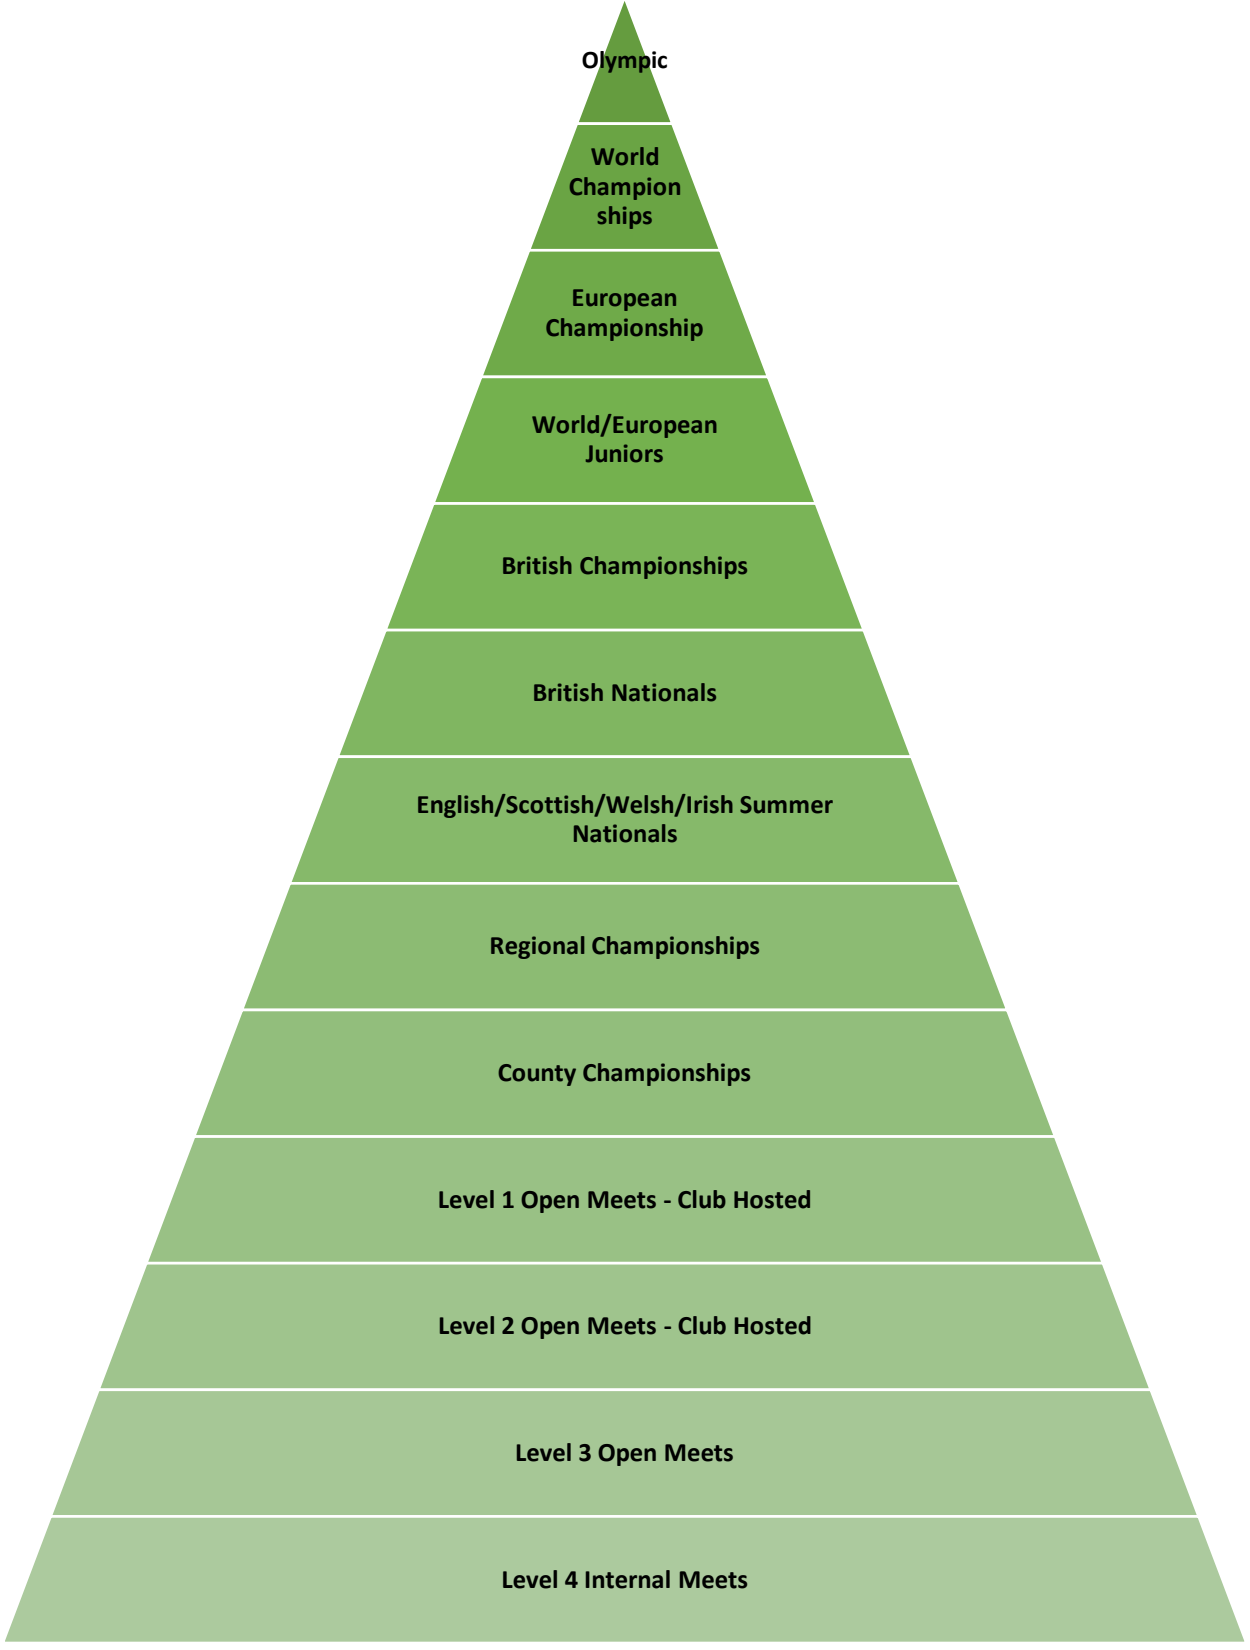 Olympic
World
Champion
ships
European
Championship
World/European
Juniors
British Championships
British Nationals
English/Scottish/Welsh/Irish Summer
Nationals
Regional Championships
County Championships
Level 1 Open Meets - Club Hosted
Level 2 Open Meets - Club Hosted
Level 3 Open Meets
Level 4 Internal Meets